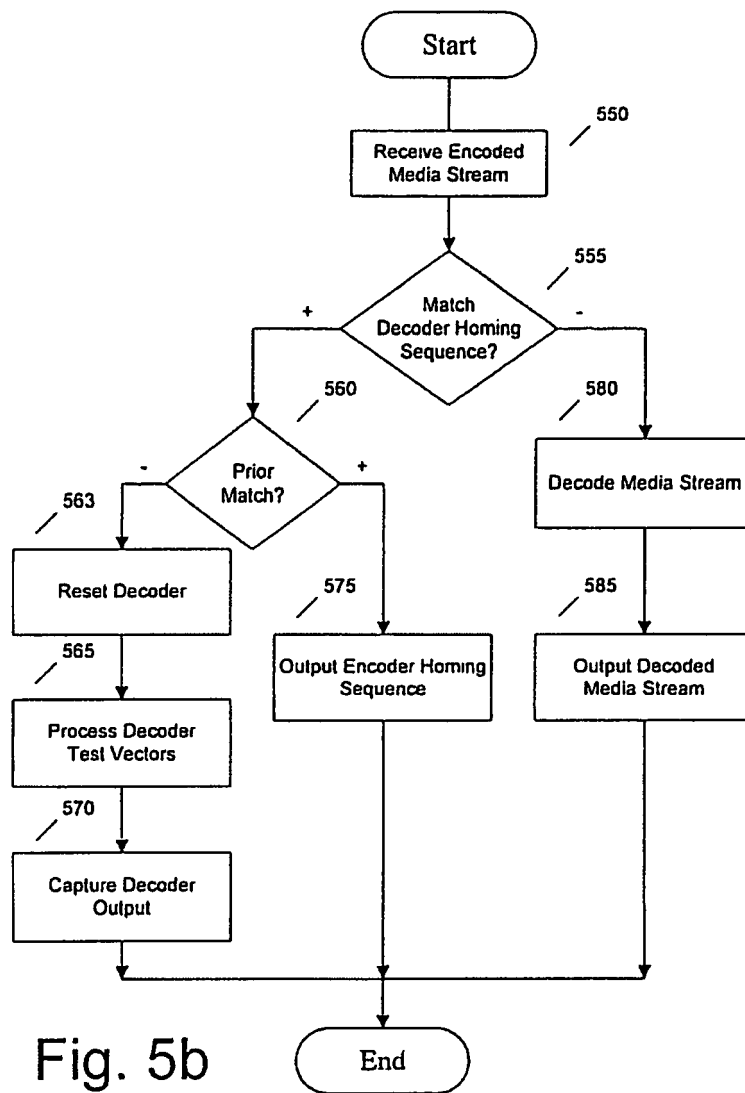 Start
550
Receive Encoded
Media Stream
555
Match
Decoder Homing
Sequence?
+
-
560
580
Prior
Match?
-
+
Decode Media Stream
563
Reset Decoder
575
585
Output Encoder Homing
Sequence
Output Decoded
Media Stream
565
Process Decoder
Test Vectors
570
Capture Decoder
Output
Fig. 5b
End